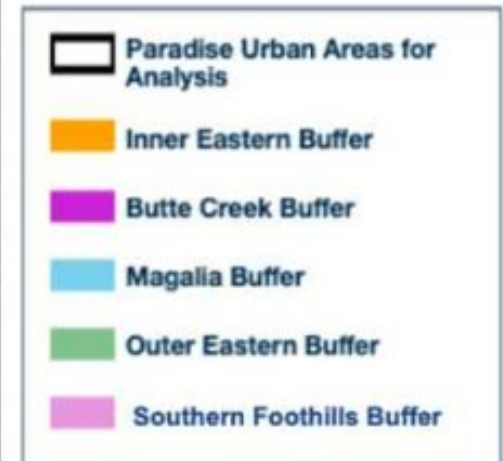 Paradise Urban Areas for
Analysis
Inner Eastern Buffer
Butte Creek Buffer
Magalia Buffer
Outer Eastern Buffer
Southern Foothills Buffer